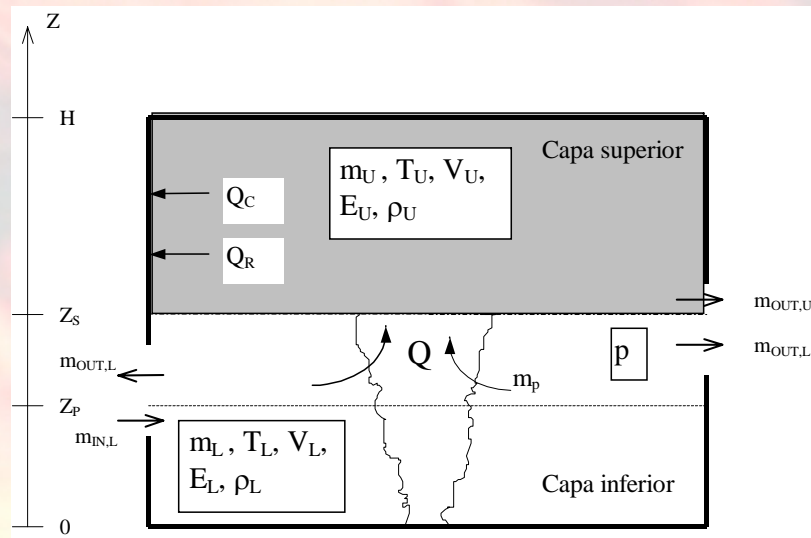 Z
H
Capa superior
m_U , T_U, V_U,
E_U, ρ_U
Q_C
Q_R
Z_S
m_OUT,U
m_OUT,L
Q
p
m_OUT,L
m_p
Z_P
m_IN,L
m_L , T_L, V_L,
E_L, ρ_L
Capa inferior
0